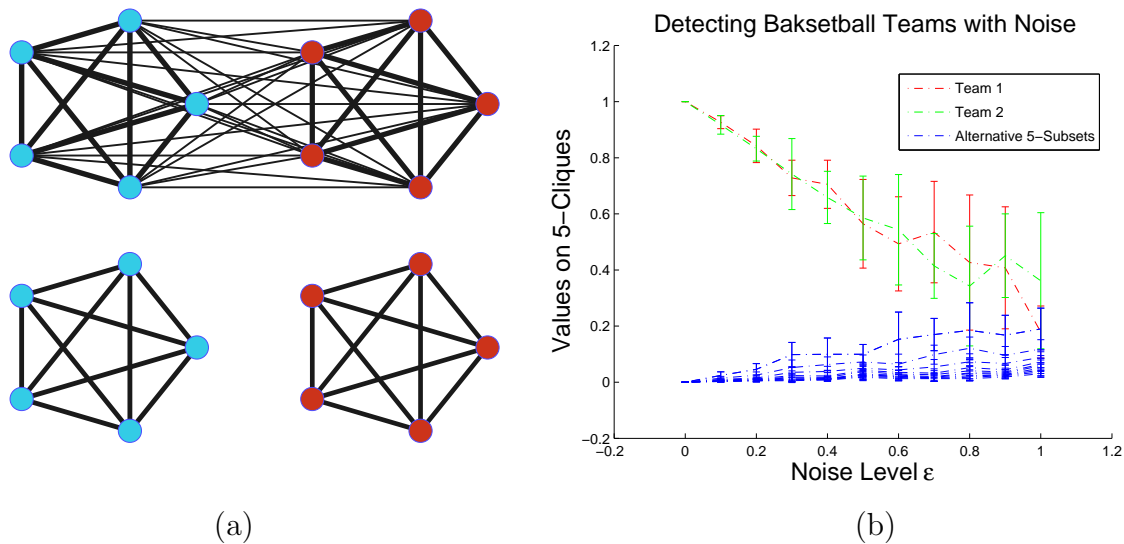 Detecting Baksetball Teams with Noise
1.2
1
0.8
0.6
0.4
0.2
0
−0.2
Values on 5−Cliques
Team 1
Team 2
Alternative 5−Subsets
−0.2 0 0.2 0.4 0.6 0.8 1 1.2
Noise Level ε
(a) (b)